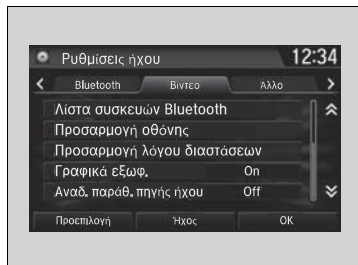 Ρυθμίσεις ήχου 12:34
Bluetooth Βίντεο Άλλο
Λίστα συσκευών Bluetooth
Προσαρμογή οθόνης
Προσαρμογή λόγου διαστάσεων
Γραφικά εξωφ. On
Αναδ. παράθ. πηγής ήχου Off
Προεπιλογή Ήχος OK